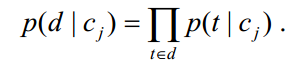 p(d | c_j) = ∏_{t∈d} p(t | c_j) .